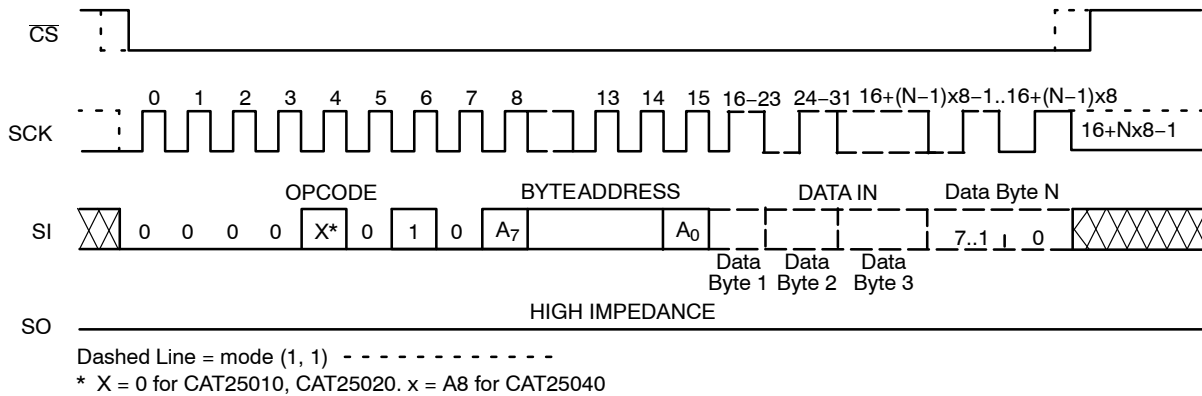 CS
0 1 2 3 4 5 6 7 8 13 14 15 16–23 24–31 16+(N–1)x8–1..16+(N–1)x8
SCK
16+Nx8–1
OPCODE BYTEADDRESS DATA IN Data Byte N
SI 0 0 0 0 X* 0 1 0 A7 A0 7..1 0
Data Data Data
Byte 1 Byte 2 Byte 3
HIGH IMPEDANCE
SO
Dashed Line = mode (1, 1)
* X = 0 for CAT25010, CAT25020. x = A8 for CAT25040